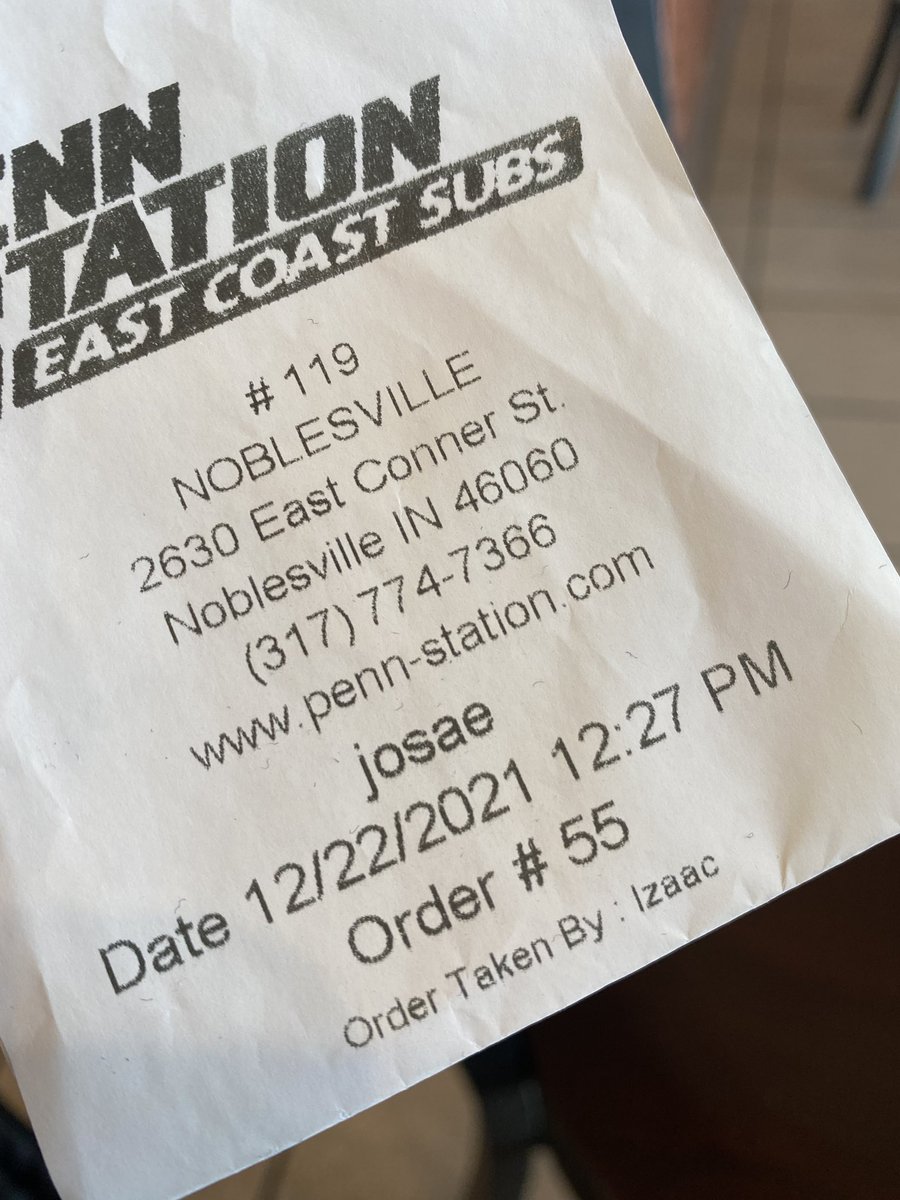 ENN
STATION
EAST COAST SUBS
# 119
NOBLESVILLE
2630 East Conner St.
Noblesville IN 46060
(317) 774-7366
www.penn-station.com
josae
Date 12/22/2021 12:27 PM
Order # 55
Order Taken By : Izaac